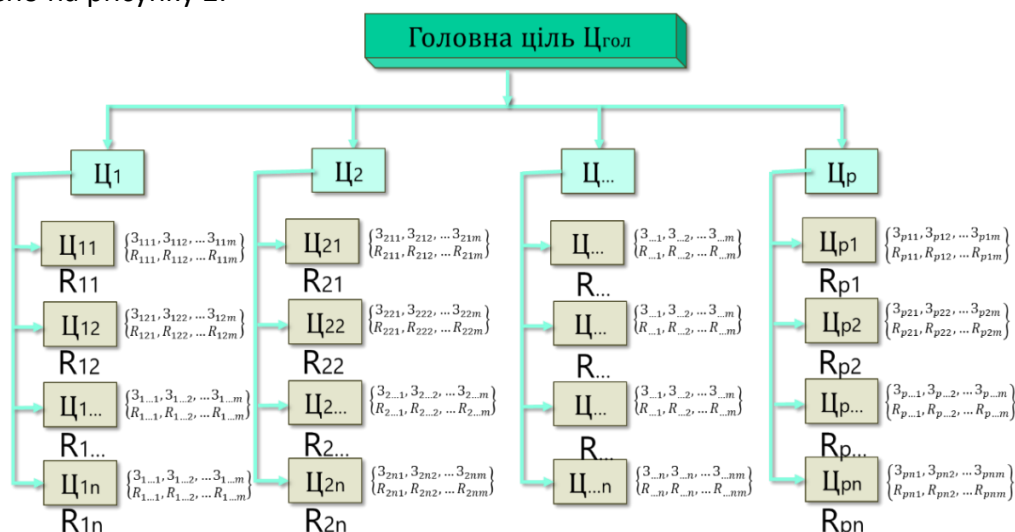 Головна ціль Цгол
Ц1
Ц2
Ц...
Цp
Ц11
{З111, З112, ... З11m}
{R111, R112, ... R11m}
R11
Ц21
{З211, З212, ... З21m}
{R211, R212, ... R21m}
R21
Ц...
{З...1, З...2, ... З...m}
{R...1, R...2, ... R...m}
R...
Цp1
{Зp11, Зp12, ... Зp1m}
{Rp11, Rp12, ... Rp1m}
Rp1
Ц12
{З121, З122, ... З12m}
{R121, R122, ... R12m}
R12
Ц22
{З221, З222, ... З22m}
{R221, R222, ... R22m}
R22
Ц...
{З...1, З...2, ... З...m}
{R...1, R...2, ... R...m}
R...
Цp2
{Зp21, Зp22, ... Зp2m}
{Rp21, Rp22, ... Rp2m}
Rp2
Ц1...
{З1...1, З1...2, ... З1...m}
{R1...1, R1...2, ... R1...m}
R1...
Ц2...
{З2...1, З2...2, ... З2...m}
{R2...1, R2...2, ... R2...m}
R2...
Ц...
{З...1, З...2, ... З...m}
{R...1, R...2, ... R...m}
R...
Цp...
{Зp...1, Зp...2, ... Зp...m}
{Rp...1, Rp...2, ... Rp...m}
Rp...
Ц1n
{З1...1, З1...2, ... З1...m}
{R1...1, R1...2, ... R1...m}
R1n
Ц2n
{З2n1, З2n2, ... З2nm}
{R2n1, R2n2, ... R2nm}
R2n
Ц...n
{З...n, З...n, ... З...nm}
{R...n, R...n, ... R...nm}
Цpn
{Зpn1, Зpn2, ... Зpnm}
{Rpn1, Rpn2, ... Rpnm}
Rpn